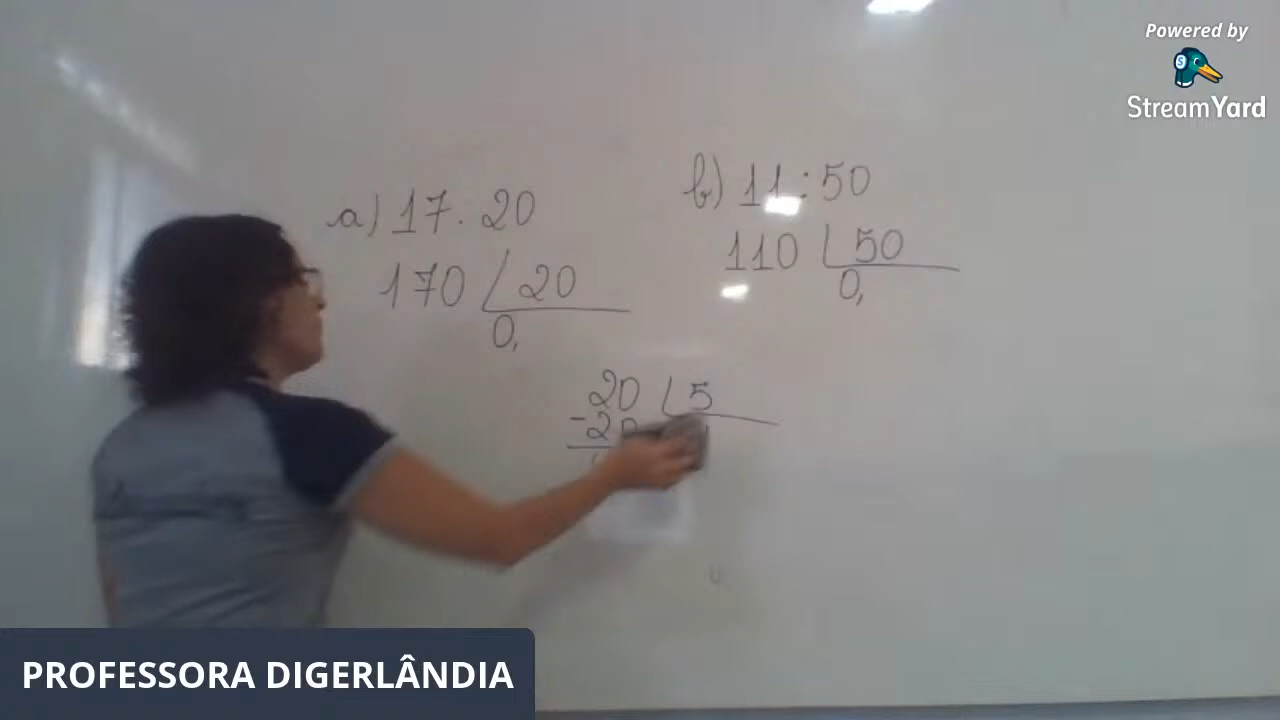 Powered by
StreamYard
a) 17. 20
170 20
0,
b) 11:50
110 50
0,
20 5
-20
PROFESSORA DIGERLÂNDIA